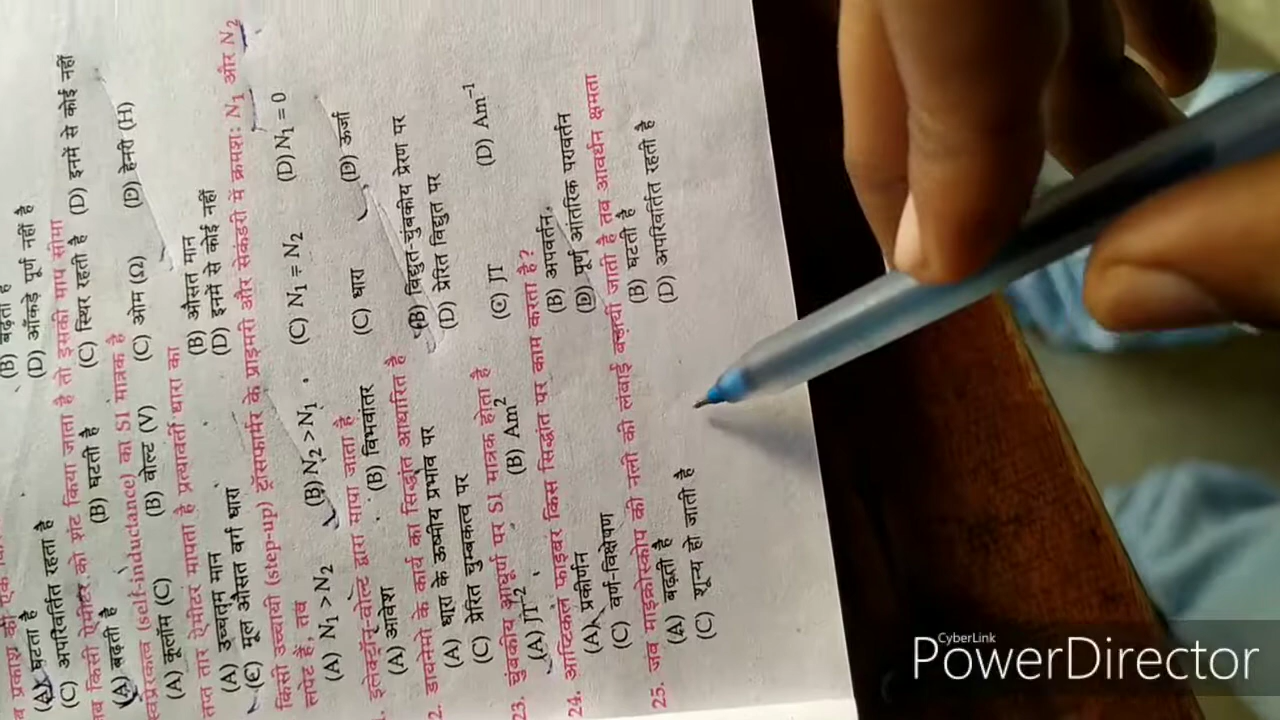 (B) बढ़ता है
(A) घटता है
(C) अपरिवर्तित रहता है (D) आँकड़े पूर्ण नहीं है
जब किसी ऐमीटर को शंट किया जाता है तो इसकी माप सीमा
(A) बढ़ती है (B) घटती है (C) स्थिर रहती है (D) इनमें से कोई नहीं
स्वप्रेरकत्व (self-inductance) का SI मात्रक है
(A) कूलॉम (C) (B) वोल्ट (V) (C) ओम (Ω) (D) हेनरी (H)
तप्त तार ऐमीटर मापता है प्रत्यावर्ती धारा का
(A) उच्चतम मान (B) औसत मान
(C) मूल औसत वर्ग धारा (D) इनमें से कोई नहीं
किसी उच्चायी (step-up) ट्रॉसफार्मर के प्राइमरी और सेकंडरी में क्रमश: N₁ और N₂
लपेट हैं, तब
(A) N₁ > N₂ (B) N₂ > N₁ (C) N₁ = N₂ (D) N₁ = 0
इलेक्ट्रॉन-वोल्ट द्वारा मापा जाता है
(A) आवेश (B) विभवांतर (C) धारा (D) ऊर्जा
2. डायनेमो के कार्य का सिद्धांत आधारित है
(A) धारा के ऊष्मीय प्रभाव पर (B) विद्युत-चुंबकीय प्रेरण पर
(C) प्रेरित चुम्बकत्व पर (D) प्रेरित विद्युत पर
23. चुंबकीय आघूर्ण पर SI मात्रक होता है
(A) JT⁻² (B) Am² (C) JT (D) Am⁻¹
24. आप्टिकल फाइबर किस सिद्धांत पर काम करता है?
(A) प्रकीर्णन (B) अपवर्तन
(C) वर्ण-विक्षेपण (D) पूर्ण आंतरिक परावर्तन
25. जब माइक्रोस्कोप की नली की लंबाई बढ़ायी जाती है तब आवर्धन क्षमता
(A) बढ़ती है (B) घटती है
(C) शून्य हो जाती है (D) अपरिवर्तित रहती है
CyberLink
PowerDirector